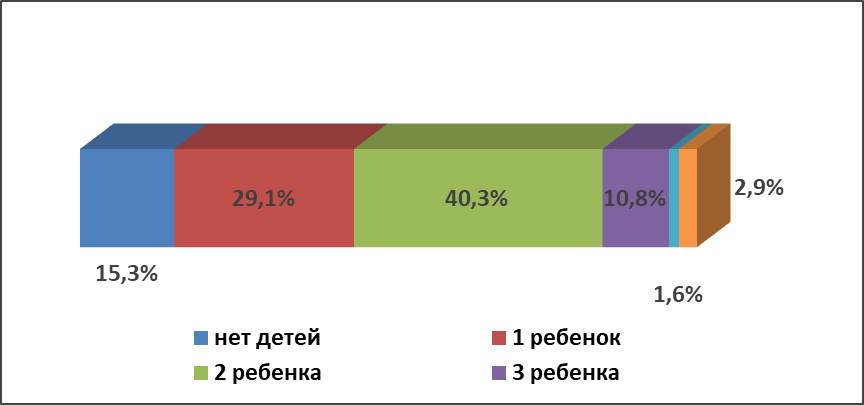 29,1%
40,3%
10,8%
2,9%
15,3%
1,6%
нет детей
1 ребенок
2 ребенка
3 ребенка